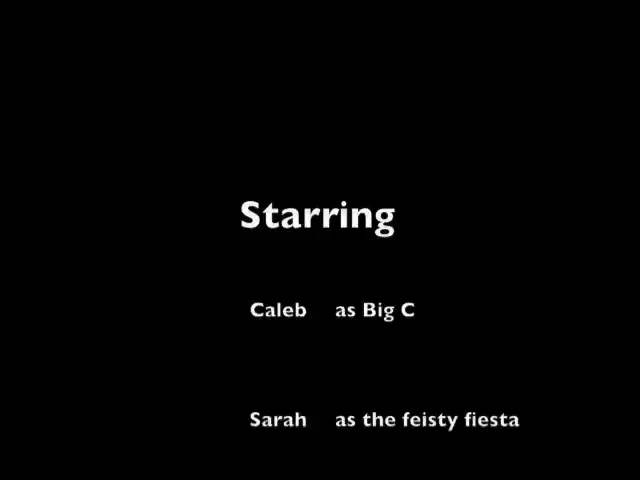 Starring
Caleb as Big C
Sarah as the feisty fiesta